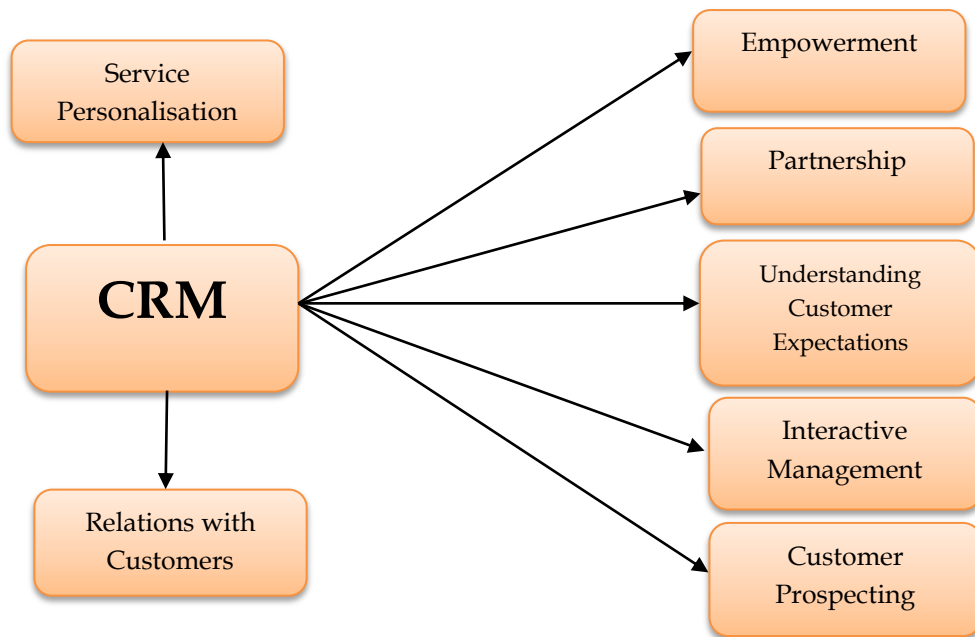 Service
Personalisation
CRM
Relations with
Customers
Empowerment
Partnership
Understanding
Customer
Expectations
Interactive
Management
Customer
Prospecting